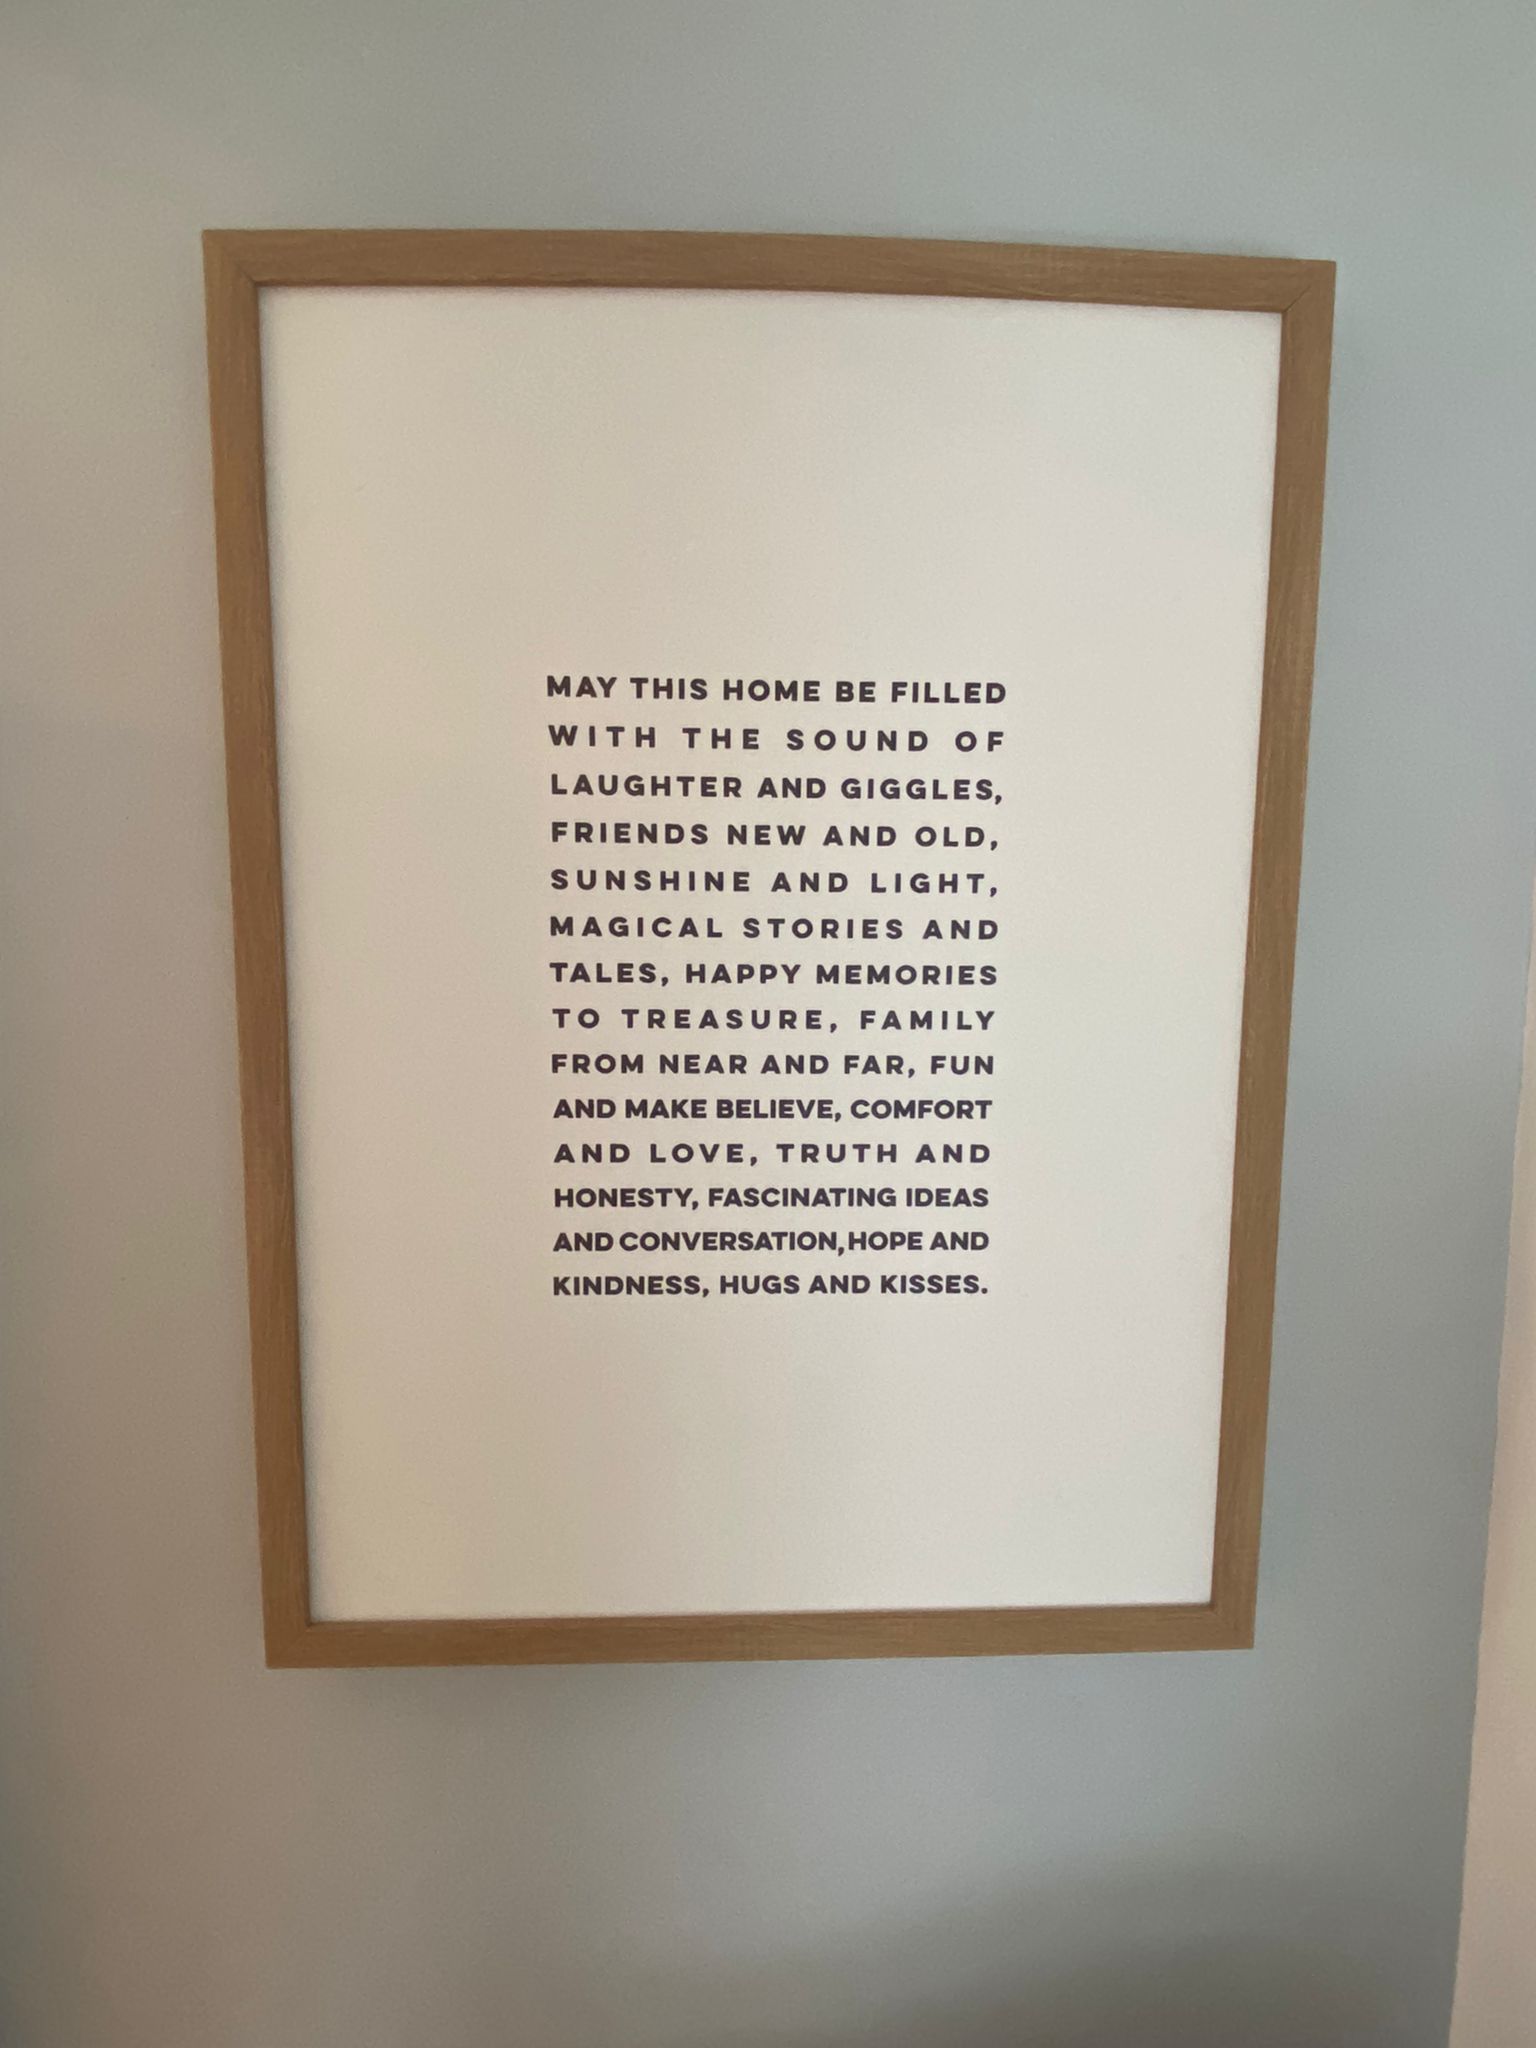 MAY THIS HOME BE FILLED
WITH THE SOUND OF
LAUGHTER AND GIGGLES,
FRIENDS NEW AND OLD,
SUNSHINE AND LIGHT,
MAGICAL STORIES AND
TALES, HAPPY MEMORIES
TO TREASURE, FAMILY
FROM NEAR AND FAR, FUN
AND MAKE BELIEVE, COMFORT
AND LOVE, TRUTH AND
HONESTY, FASCINATING IDEAS
AND CONVERSATION, HOPE AND
KINDNESS, HUGS AND KISSES.